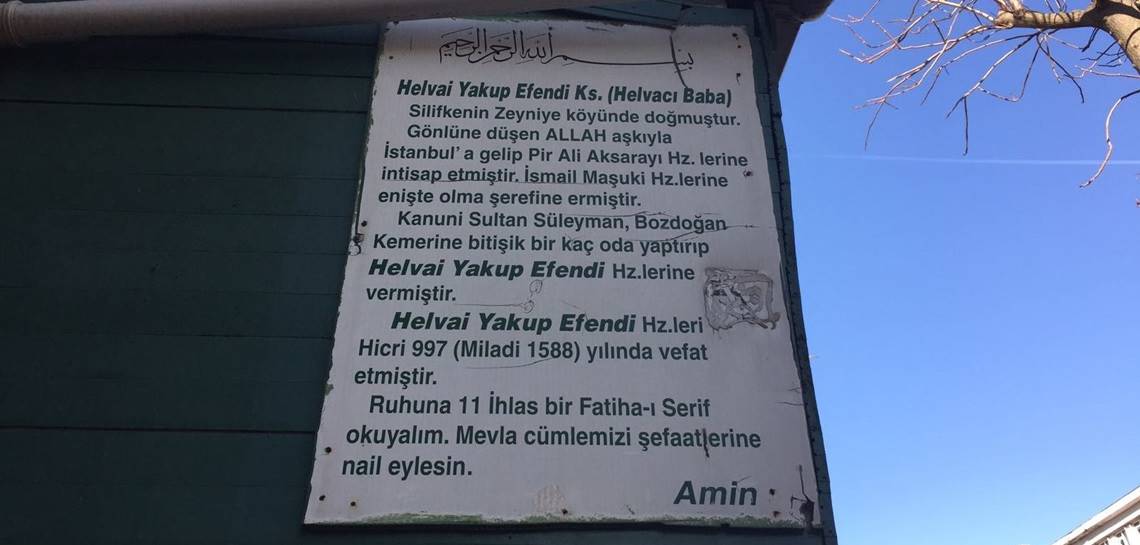 بسم الله الرحمن الرحيم
Helvai Yakup Efendi Ks. (Helvacı Baba)
Silifkenin Zeyniye köyünde doğmuştur.
Gönlüne düşen ALLAH aşkıyla
İstanbul'a gelip Pir Ali Aksarayı Hz. lerine
intisap etmiştir. İsmail Maşuki Hz.lerine
enişte olma şerefine ermiştir.
Kanuni Sultan Süleyman, Bozdoğan
Kemerine bitişik bir kaç oda yaptırıp
Helvai Yakup Efendi Hz.lerine
vermiştir.
Helvai Yakup Efendi Hz.leri
Hicri 997 (Miladi 1588) yılında vefat
etmiştir.
Ruhuna 11 İhlas bir Fatiha-ı Serif
okuyalım. Mevla cümlemizi şefaatlerine
nail eylesin.
Amin